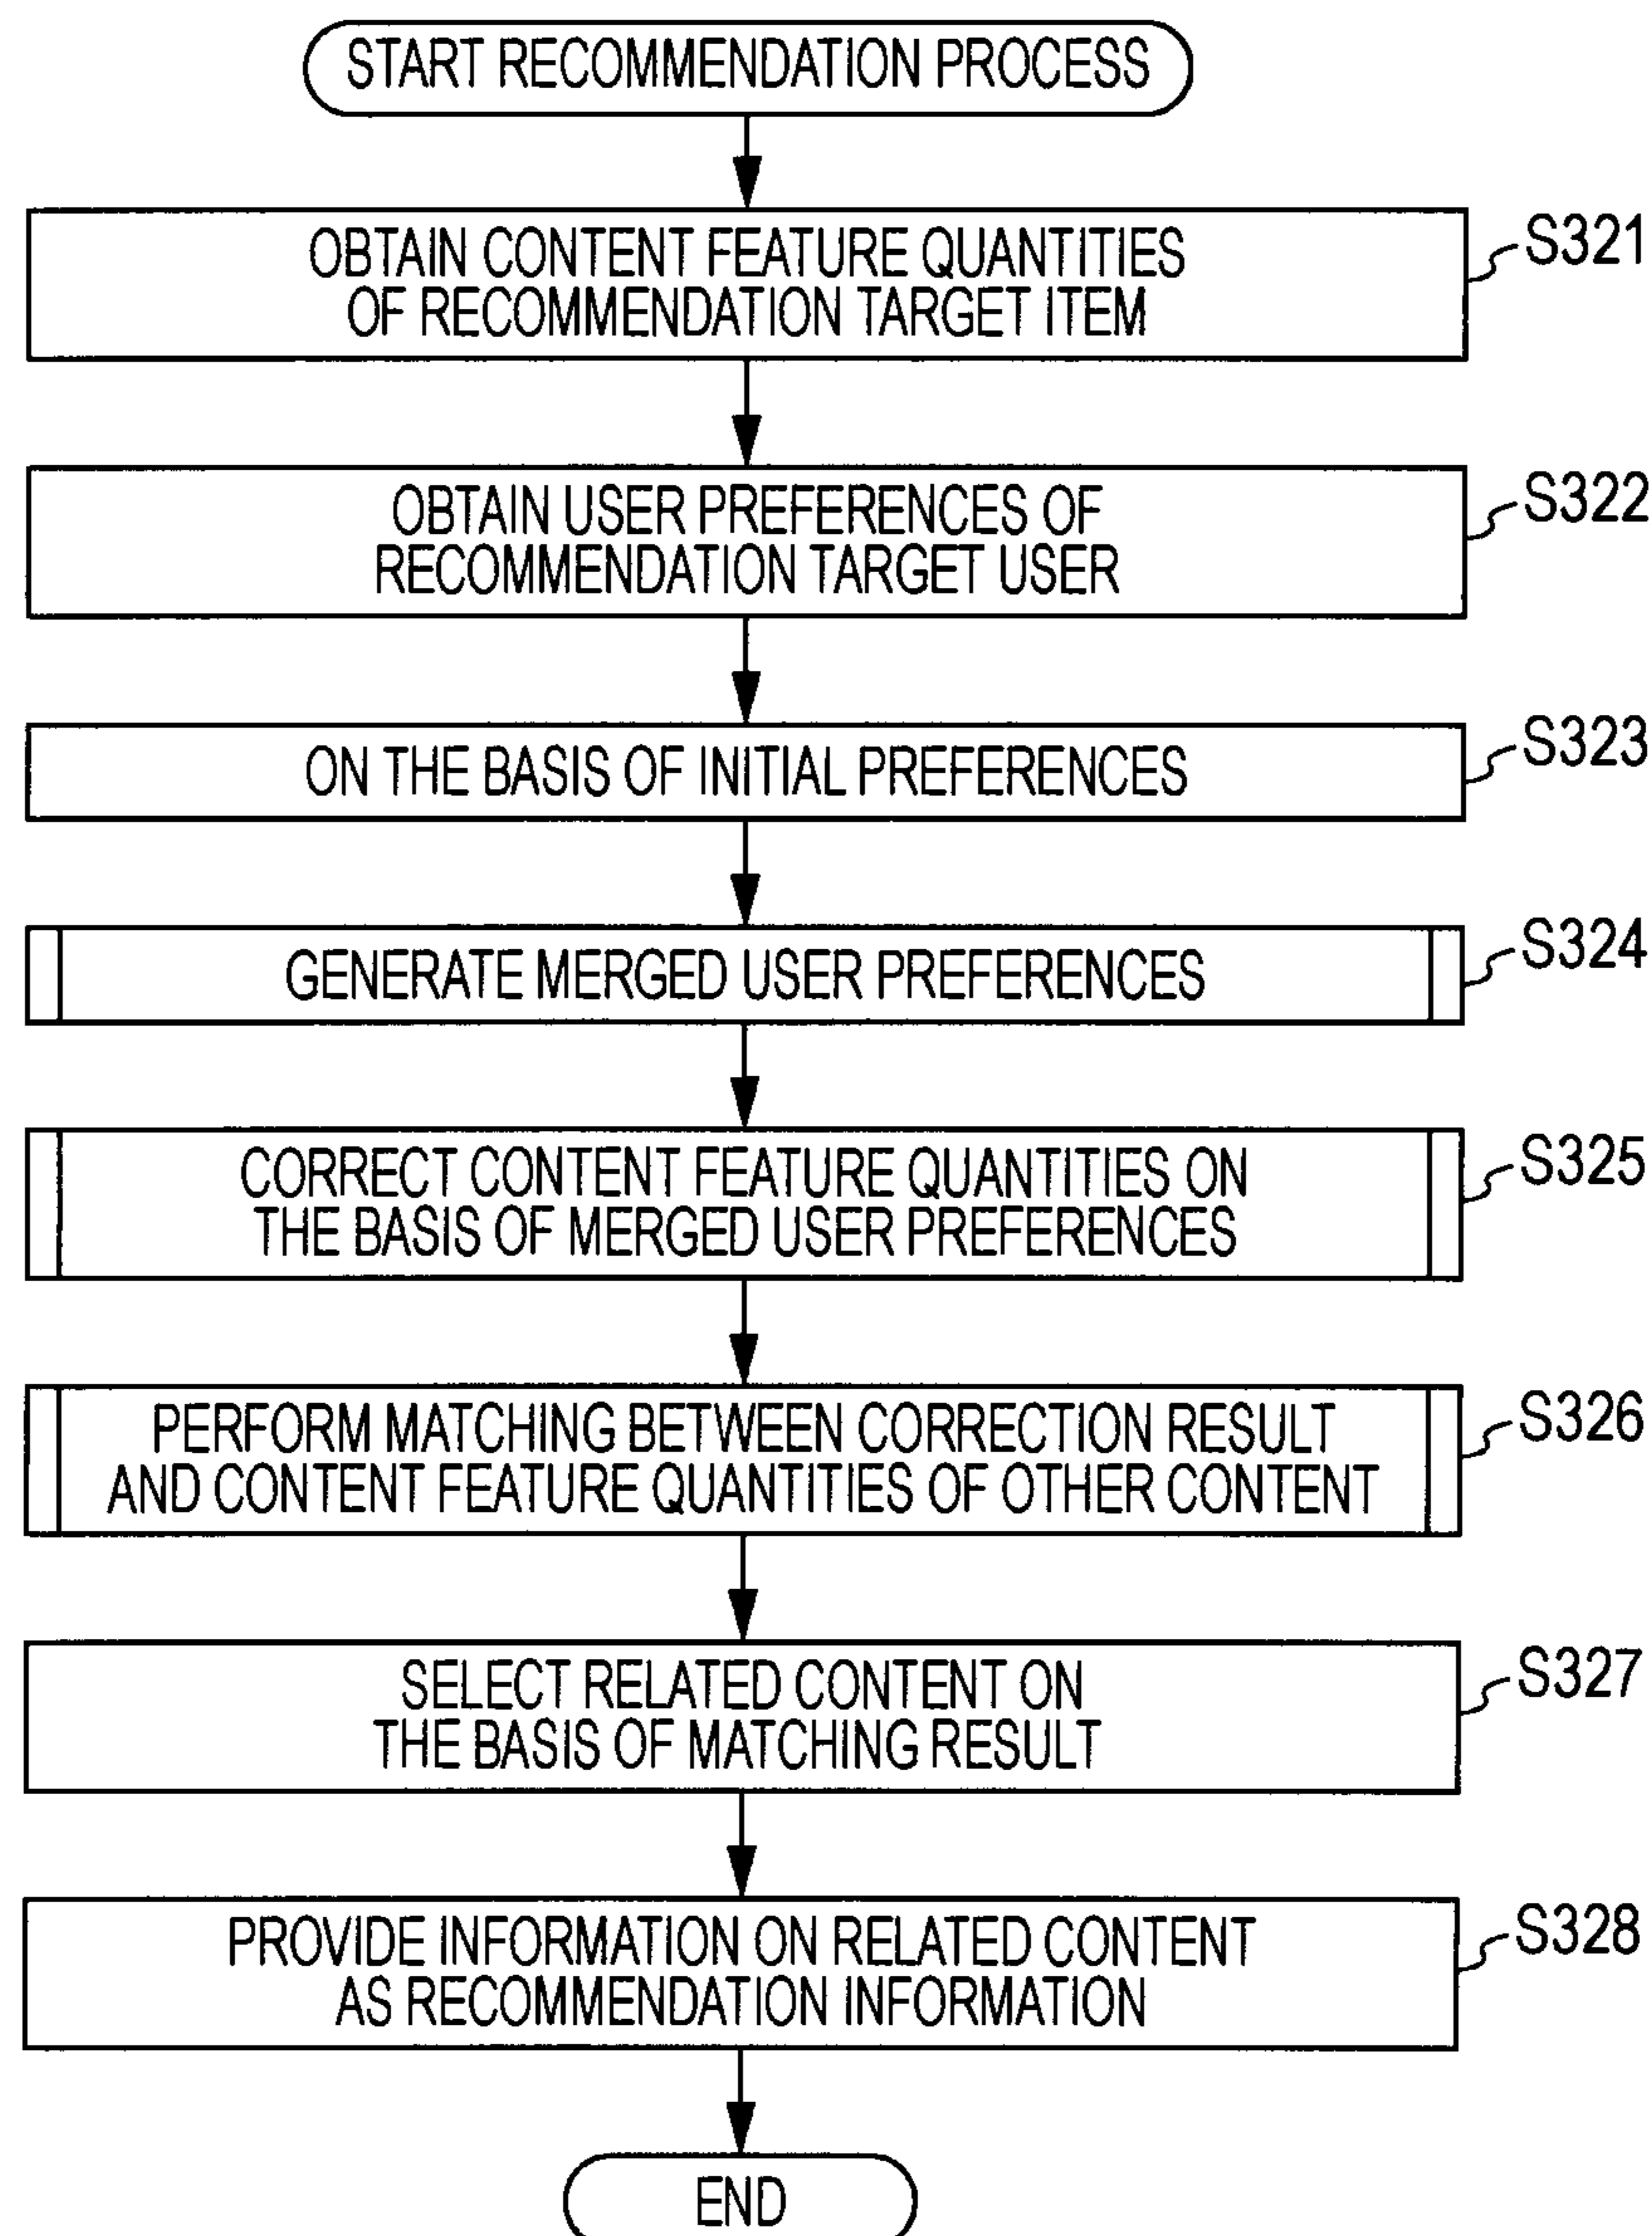 START RECOMMENDATION PROCESS
OBTAIN CONTENT FEATURE QUANTITIES
OF RECOMMENDATION TARGET ITEM
S321
OBTAIN USER PREFERENCES OF
RECOMMENDATION TARGET USER
S322
ON THE BASIS OF INITIAL PREFERENCES
S323
GENERATE MERGED USER PREFERENCES
S324
CORRECT CONTENT FEATURE QUANTITIES ON
THE BASIS OF MERGED USER PREFERENCES
S325
PERFORM MATCHING BETWEEN CORRECTION RESULT
AND CONTENT FEATURE QUANTITIES OF OTHER CONTENT
S326
SELECT RELATED CONTENT ON
THE BASIS OF MATCHING RESULT
S327
PROVIDE INFORMATION ON RELATED CONTENT
AS RECOMMENDATION INFORMATION
S328
END